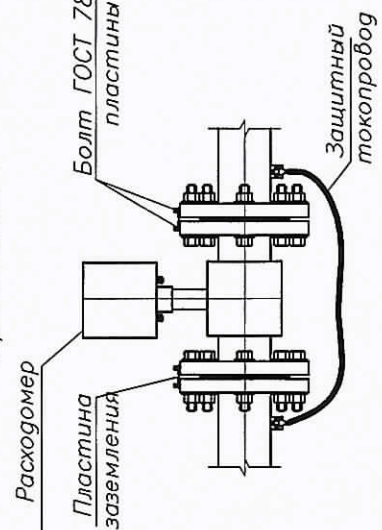 Расходомер
Пластина
заземления
Болт ГОСТ 78
пластины
Защитный
токопровод